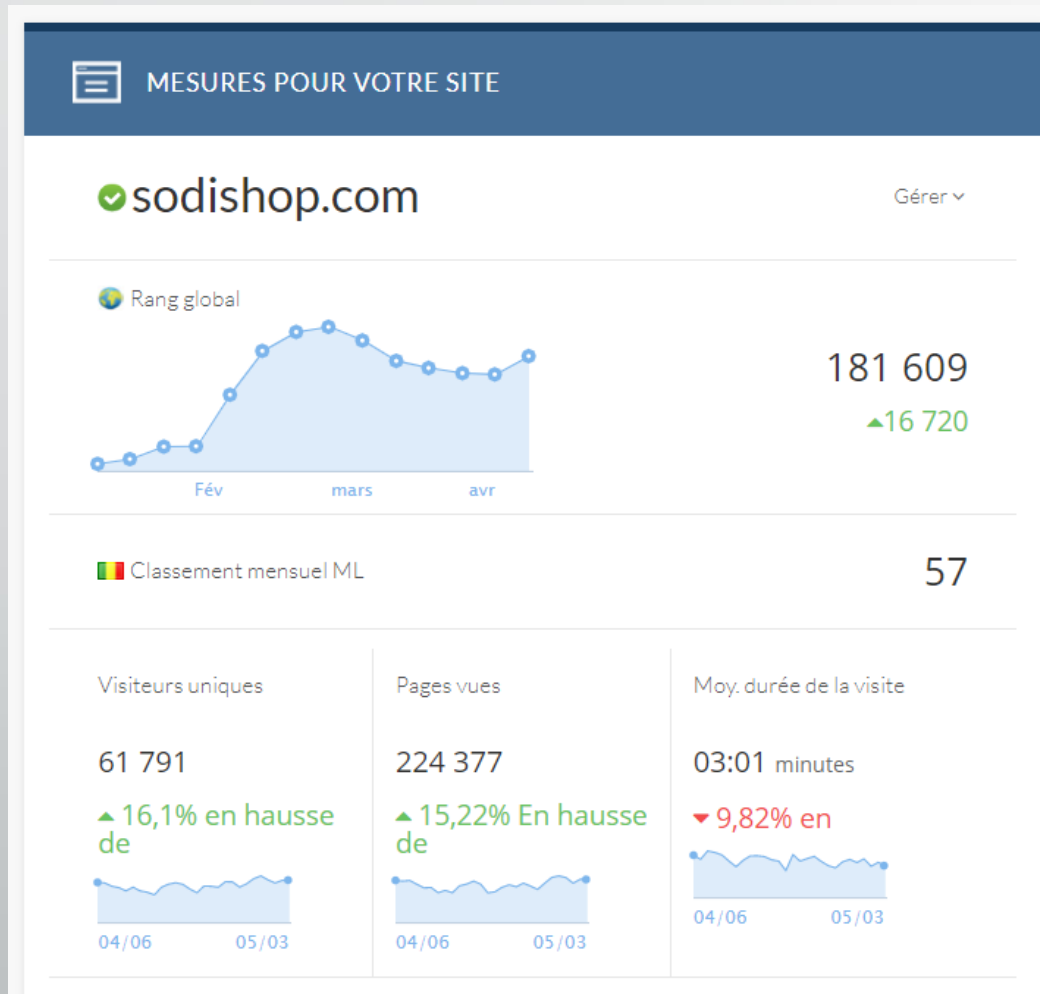 MESURES POUR VOTRE SITE
sodishop.com
Gérer
Rang global
181 609
16 720
Fév mars avr
Classement mensuel ML
57
Visiteurs uniques
61 791
16,1% en hausse
de
04/06 05/03
Pages vues
224 377
15,22% En hausse
de
04/06 05/03
Moy. durée de la visite
03:01 minutes
9,82% en
04/06 05/03